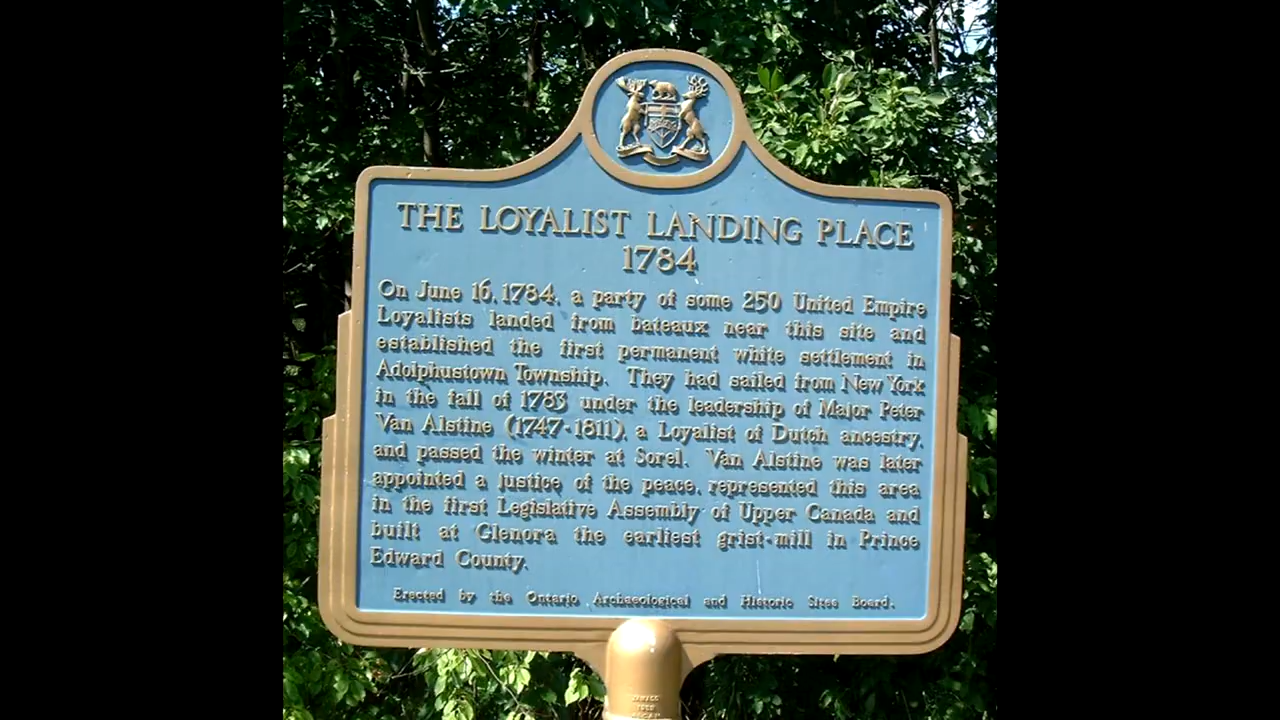 THE LOYALIST LANDING PLACE
1784
On June 16, 1784, a party of some 250 United Empire
Loyalists landed from bateaux near this site and
established the first permanent white settlement in
Adolphustown Township. They had sailed from New York
in the fall of 1783 under the leadership of Major Peter
Van Alstine (1747-1811), a Loyalist of Dutch ancestry,
and passed the winter at Sorel. Van Alstine was later
appointed a justice of the peace, represented this area
in the first Legislative Assembly of Upper Canada and
built at Glenora the earliest grist-mill in Prince
Edward County.
Erected by the Ontario Archaeological and Historic Sites Board.